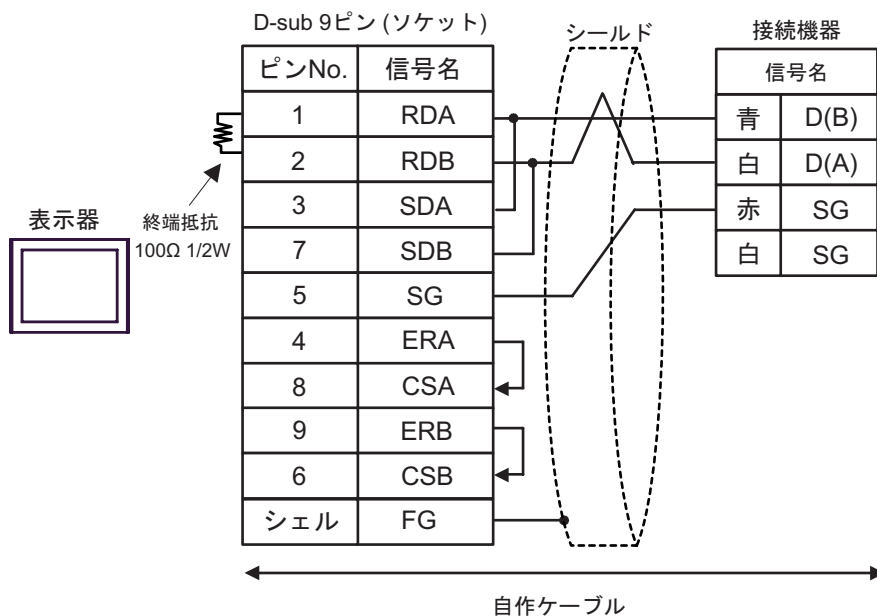 D-sub 9ピン (ソケット)
シールド
接続機器
ピンNo. 信号名
信号名
1 RDA
青 D(B)
2 RDB
白 D(A)
3 SDA
赤 SG
表示器
終端抵抗
100Ω 1/2W
7 SDB
白 SG
5 SG
4 ERA
8 CSA
9 ERB
6 CSB
シェル FG
自作ケーブル